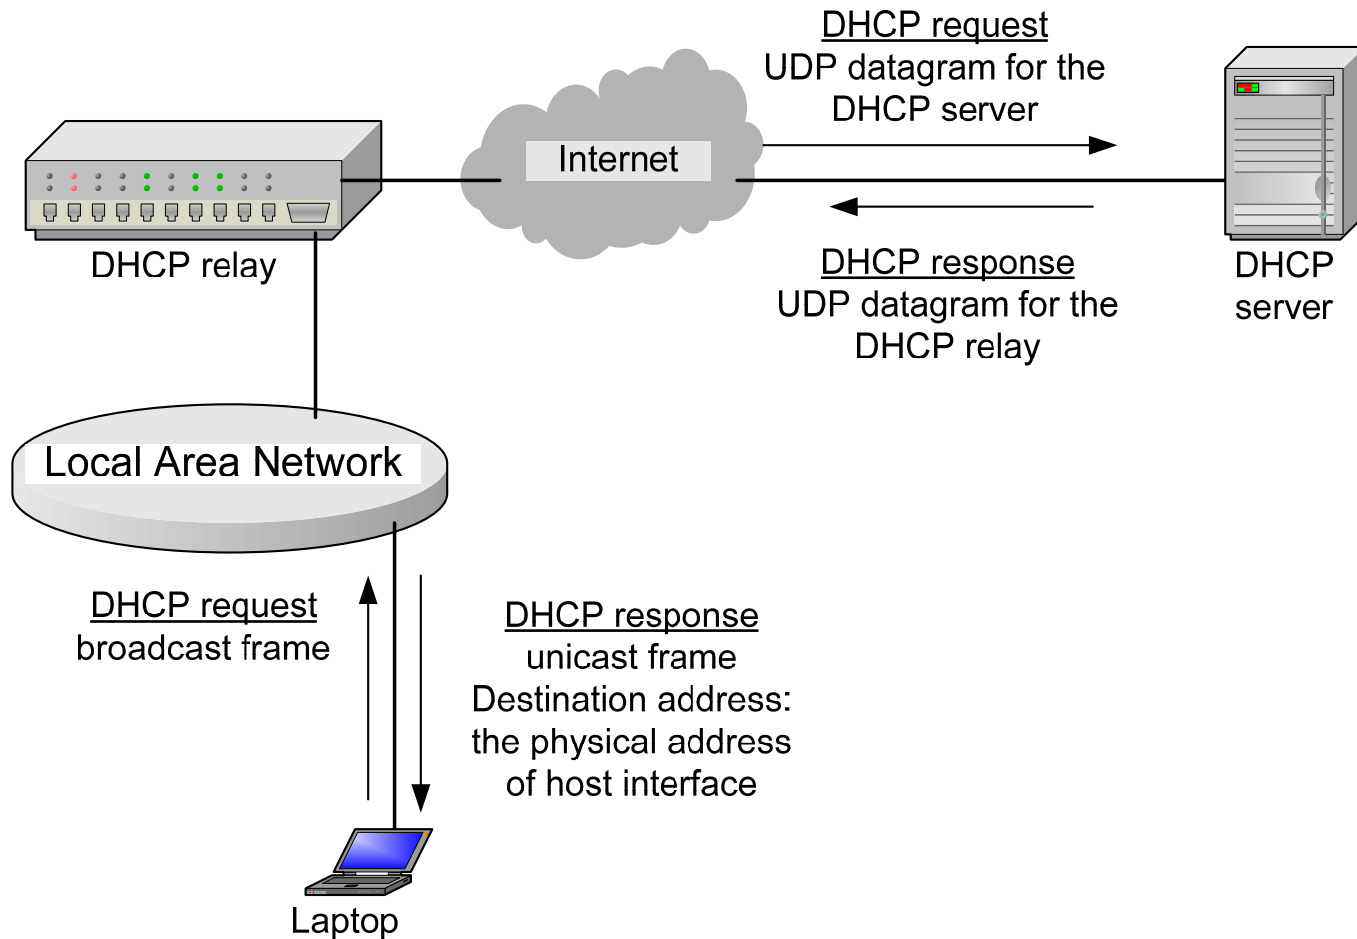 DHCP request
UDP datagram for the
DHCP server
Internet
DHCP relay
DHCP response
UDP datagram for the
DHCP relay
DHCP
server
Local Area Network
DHCP request
broadcast frame
DHCP response
unicast frame
Destination address:
the physical address
of host interface
Laptop